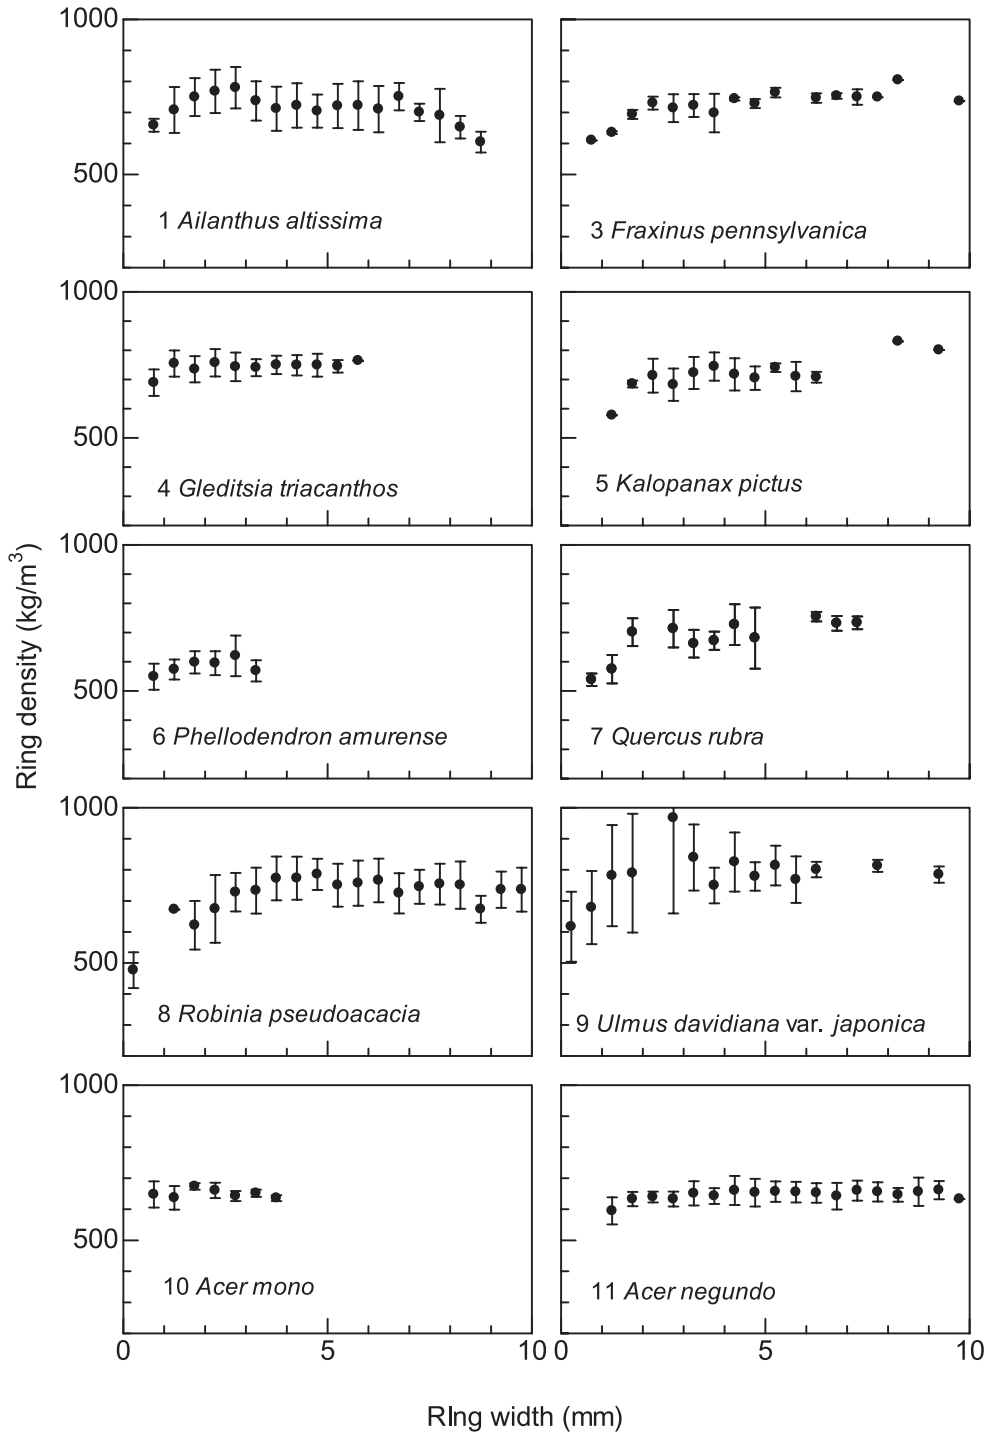 1000
500
1 Ailanthus altissima
3 Fraxinus pennsylvanica
1000
500
4 Gleditsia triacanthos
5 Kalopanax pictus
1000
500
6 Phellodendron amurense
7 Quercus rubra
1000
500
8 Robinia pseudoacacia
9 Ulmus davidiana var. japonica
1000
500
10 Acer mono
11 Acer negundo
0 5 10 0 5 10
Ring density (kg/m³)
RIng width (mm)